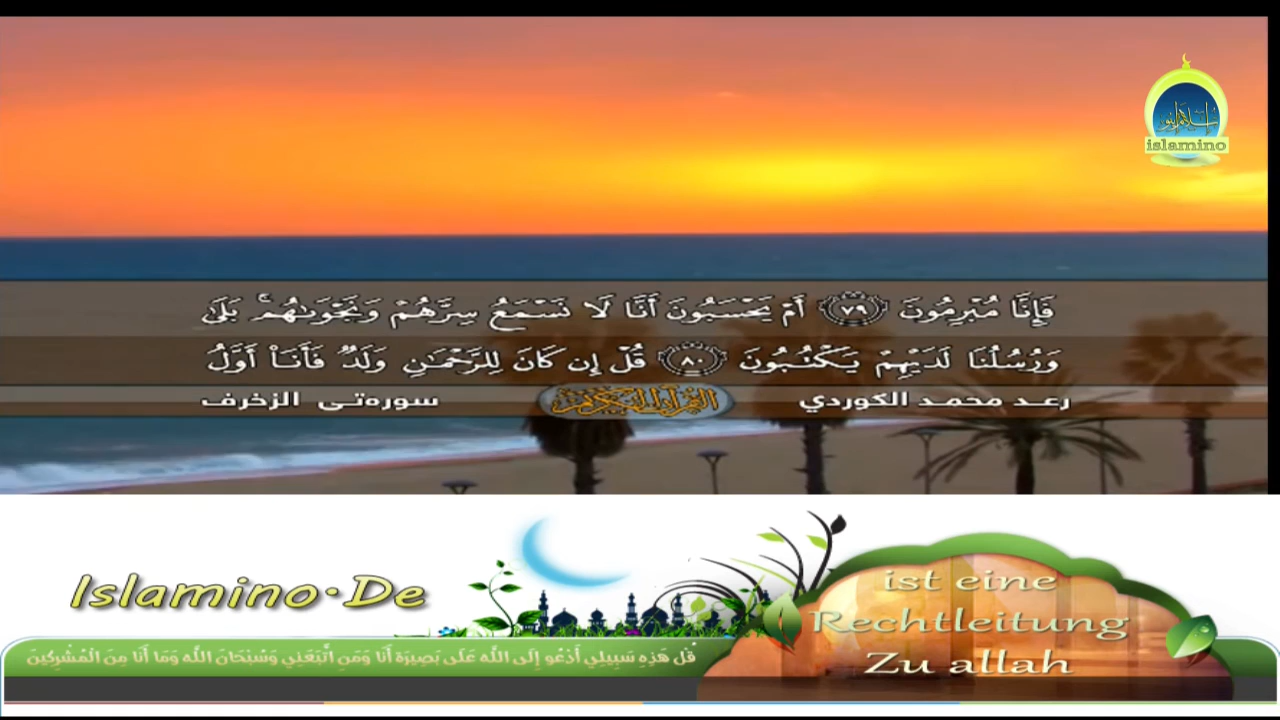 إسلامينو
islamino
فَإِنَّا مُبْرِمُونَ ﴿٧٩﴾ أَمْ يَحْسَبُونَ أَنَّا لَا نَسْمَعُ سِرَّهُمْ وَنَجْوَىٰهُم ۚ بَلَىٰ
وَرُسُلُنَا لَدَيْهِمْ يَكْتُبُونَ ﴿٨٠﴾ قُلْ إِن كَانَ لِلرَّحْمَٰنِ وَلَدٌ فَأَنَا۠ أَوَّلُ
رعد محمد الكوردي القرآن الكريم سورەتی الزخرف
Islamino.De
ist eine
Rechtleitung
Zu allah
قُل هَذِهِ سَبِيلِي أَدْعُو إِلَى اللَّه عَلَى بَصِيرَة أَنَا وَمَنِ اتَّبَعَنِي وَسُبْحَانَ اللَّه وَمَا أَنَا مِنَ الْمُشْرِكِينَ